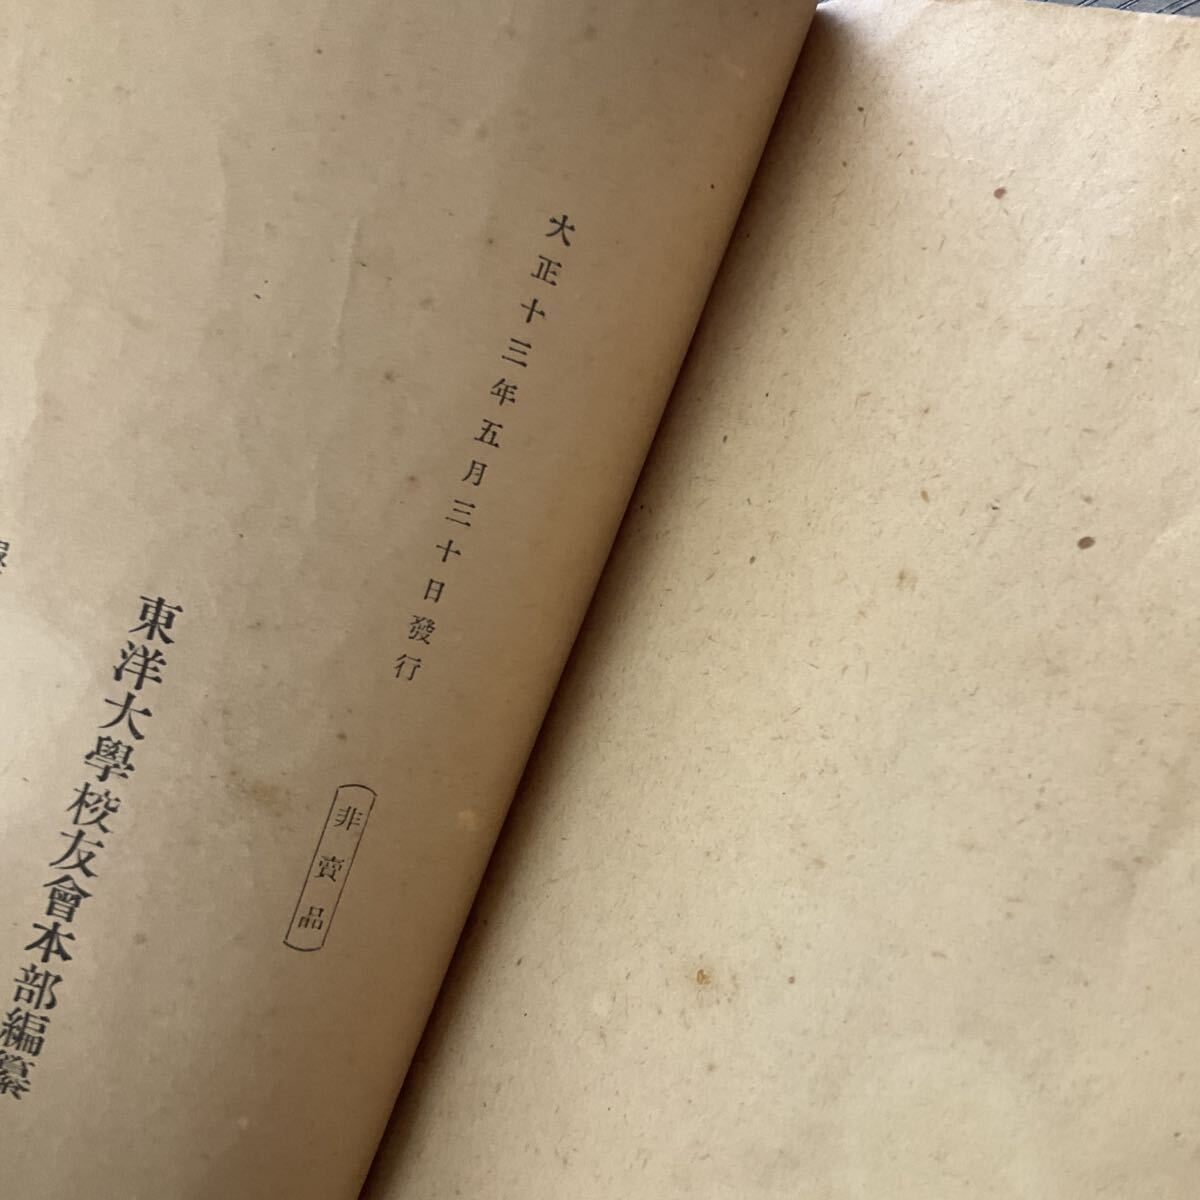 大正十三年五月三十日發行
非賣品
東洋大學校友會本部編纂